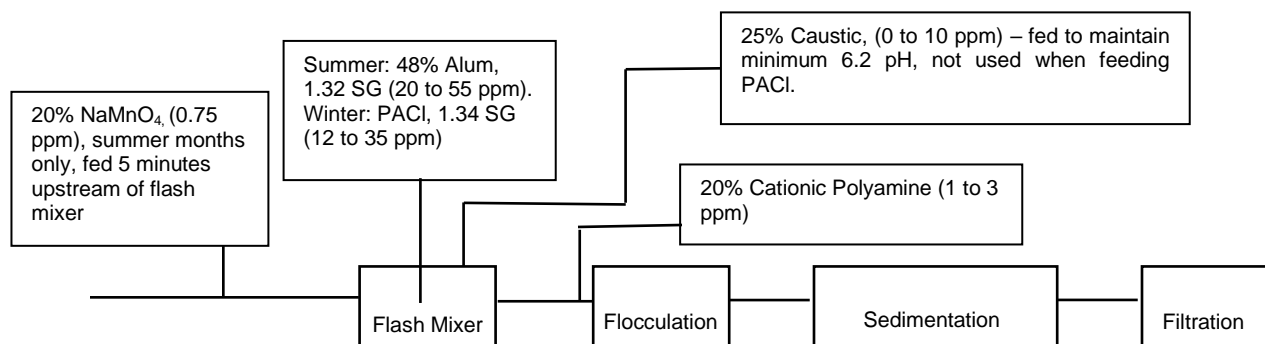 20% NaMnO₄, (0.75
ppm), summer months
only, fed 5 minutes
upstream of flash
mixer
Summer: 48% Alum,
1.32 SG (20 to 55 ppm).
Winter: PACl, 1.34 SG
(12 to 35 ppm)
25% Caustic, (0 to 10 ppm) – fed to maintain
minimum 6.2 pH, not used when feeding
PACl.
20% Cationic Polyamine (1 to 3
ppm)
Flash Mixer
Flocculation
Sedimentation
Filtration